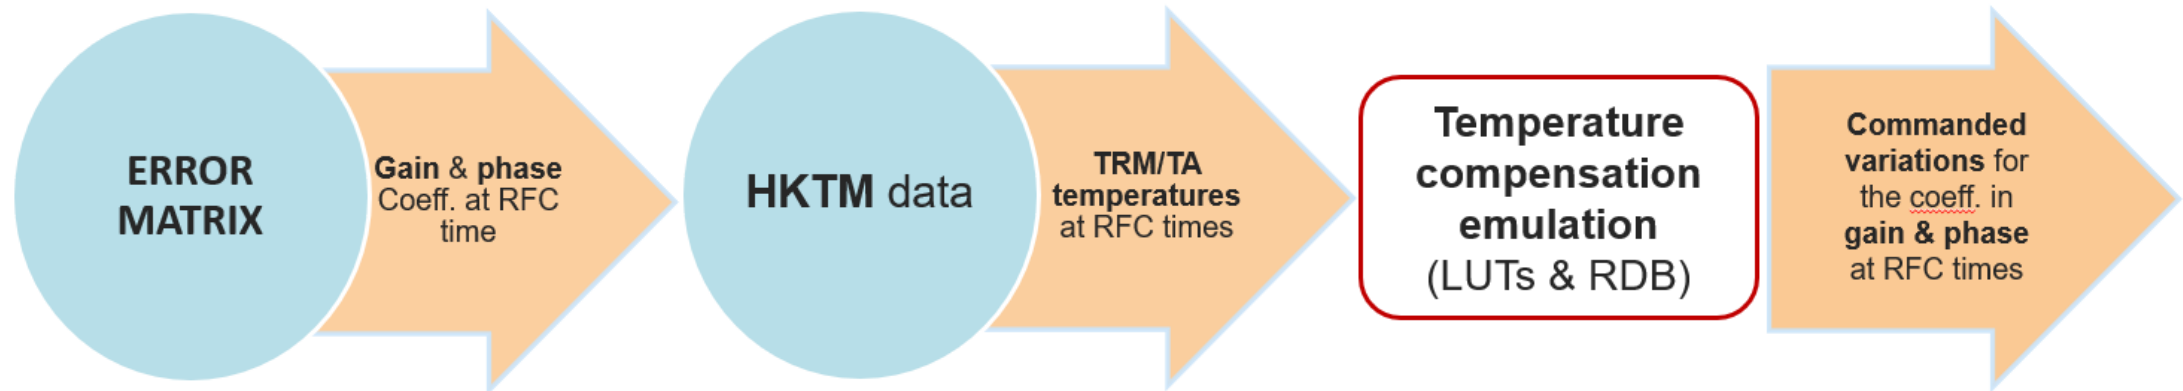 ERROR
MATRIX
Gain & phase
Coeff. at RFC
time
HKTM data
TRM/TA
temperatures
at RFC times
Temperature
compensation
emulation
(LUTs & RDB)
Commanded
variations for
the coeff. in
gain & phase
at RFC times